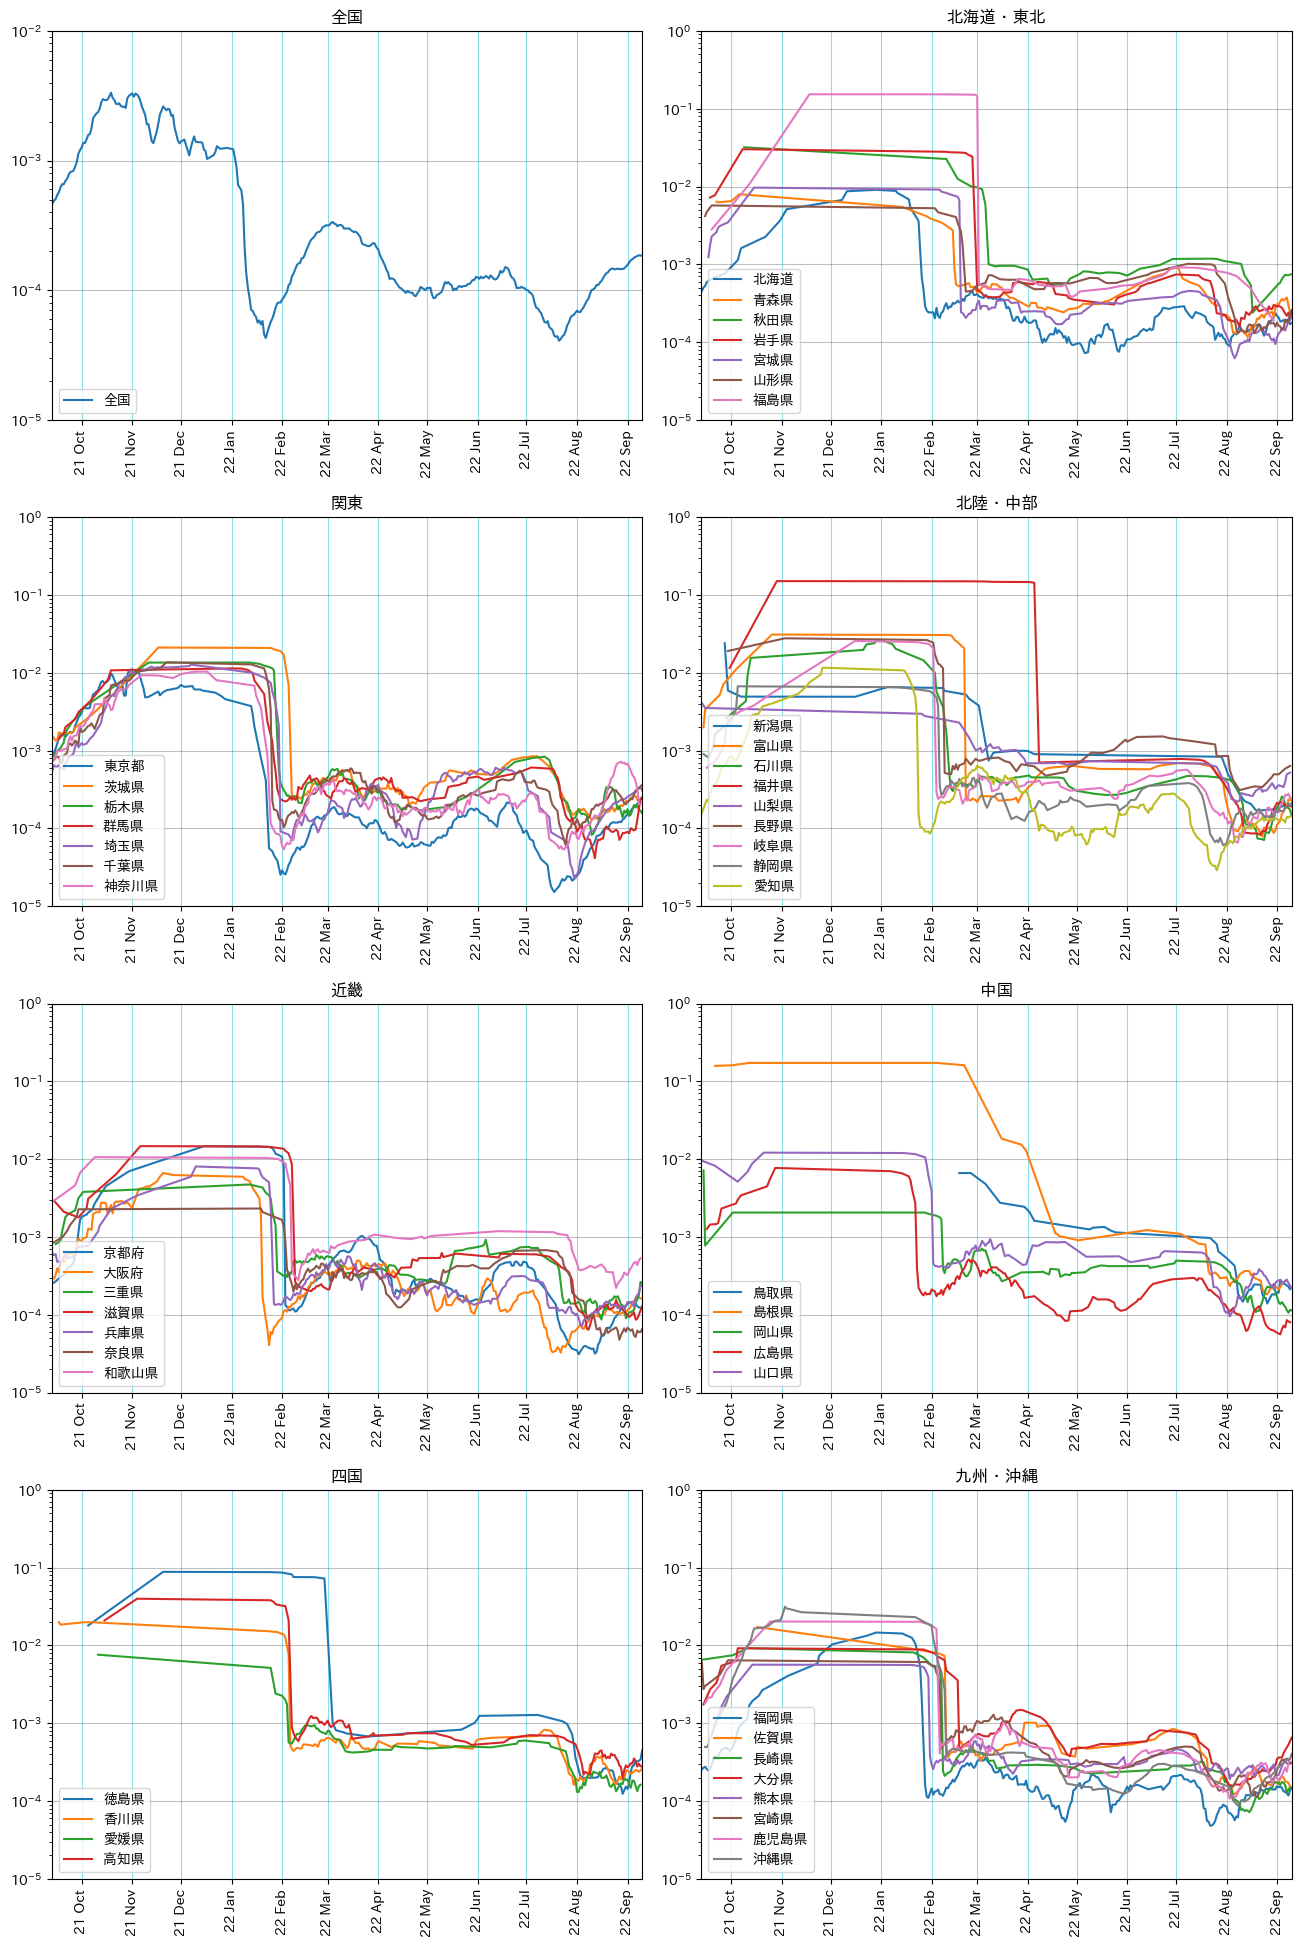 全国
10⁻²
10⁻³
10⁻⁴
10⁻⁵
全国
21 Oct
21 Nov
21 Dec
22 Jan
22 Feb
22 Mar
22 Apr
22 May
22 Jun
22 Jul
22 Aug
22 Sep
北海道・東北
10⁰
10⁻¹
10⁻²
10⁻³
10⁻⁴
10⁻⁵
北海道
青森県
秋田県
岩手県
宮城県
山形県
福島県
21 Oct
21 Nov
21 Dec
22 Jan
22 Feb
22 Mar
22 Apr
22 May
22 Jun
22 Jul
22 Aug
22 Sep
関東
10⁰
10⁻¹
10⁻²
10⁻³
10⁻⁴
10⁻⁵
東京都
茨城県
栃木県
群馬県
埼玉県
千葉県
神奈川県
21 Oct
21 Nov
21 Dec
22 Jan
22 Feb
22 Mar
22 Apr
22 May
22 Jun
22 Jul
22 Aug
22 Sep
北陸・中部
10⁰
10⁻¹
10⁻²
10⁻³
10⁻⁴
10⁻⁵
新潟県
富山県
石川県
福井県
山梨県
長野県
岐阜県
静岡県
愛知県
21 Oct
21 Nov
21 Dec
22 Jan
22 Feb
22 Mar
22 Apr
22 May
22 Jun
22 Jul
22 Aug
22 Sep
近畿
10⁰
10⁻¹
10⁻²
10⁻³
10⁻⁴
10⁻⁵
京都府
大阪府
三重県
滋賀県
兵庫県
奈良県
和歌山県
21 Oct
21 Nov
21 Dec
22 Jan
22 Feb
22 Mar
22 Apr
22 May
22 Jun
22 Jul
22 Aug
22 Sep
中国
10⁰
10⁻¹
10⁻²
10⁻³
10⁻⁴
10⁻⁵
鳥取県
島根県
岡山県
広島県
山口県
21 Oct
21 Nov
21 Dec
22 Jan
22 Feb
22 Mar
22 Apr
22 May
22 Jun
22 Jul
22 Aug
22 Sep
四国
10⁰
10⁻¹
10⁻²
10⁻³
10⁻⁴
10⁻⁵
徳島県
香川県
愛媛県
高知県
21 Oct
21 Nov
21 Dec
22 Jan
22 Feb
22 Mar
22 Apr
22 May
22 Jun
22 Jul
22 Aug
22 Sep
九州・沖縄
10⁰
10⁻¹
10⁻²
10⁻³
10⁻⁴
10⁻⁵
福岡県
佐賀県
長崎県
大分県
熊本県
宮崎県
鹿児島県
沖縄県
21 Oct
21 Nov
21 Dec
22 Jan
22 Feb
22 Mar
22 Apr
22 May
22 Jun
22 Jul
22 Aug
22 Sep